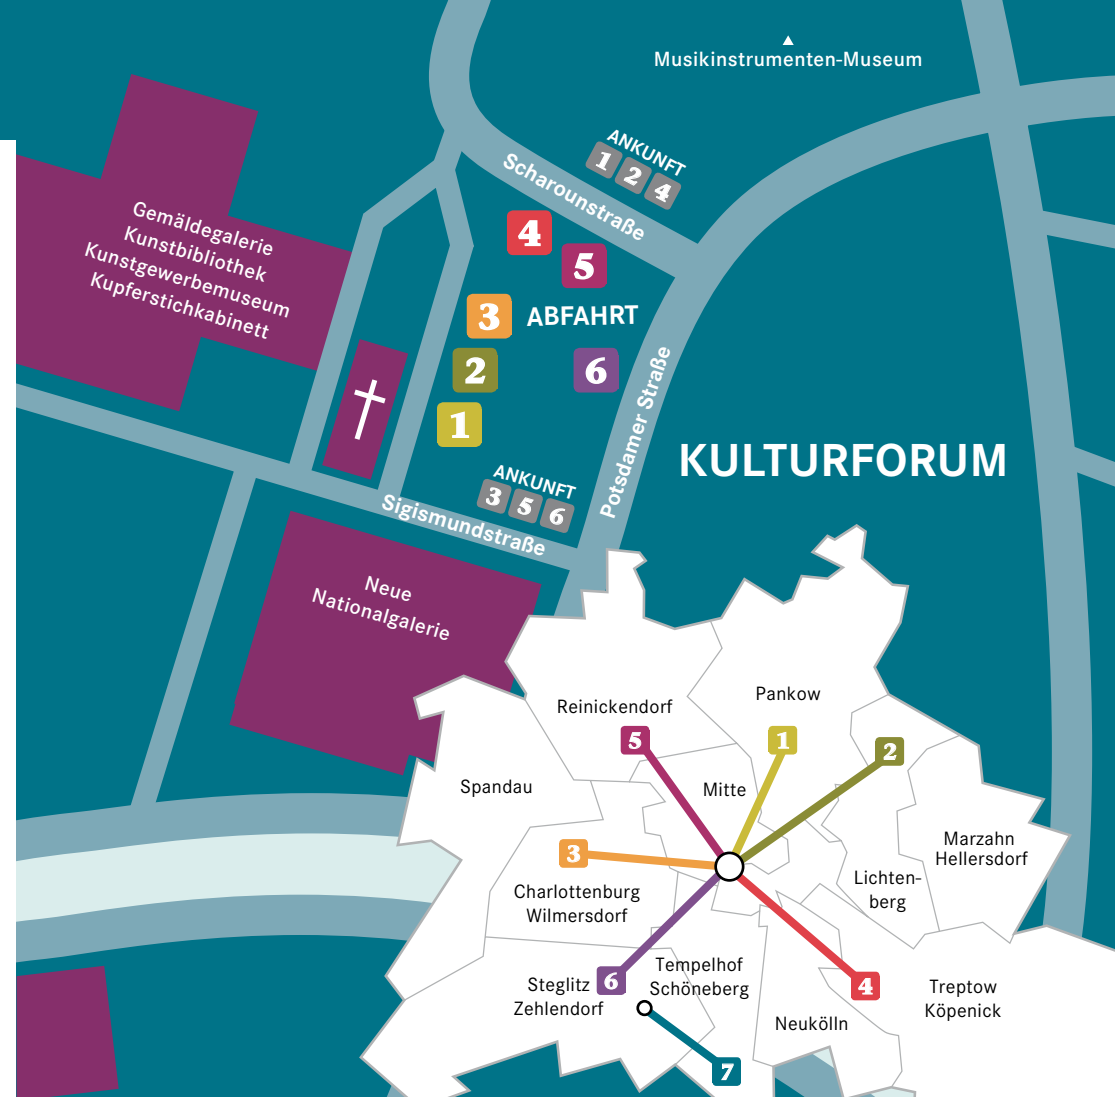 Musikinstrumenten-Museum
ANKUNFT
1 2 4
Scharounstraße
Gemäldegalerie
Kunstbibliothek
Kunstgewerbemuseum
Kupferstichkabinett
4
5
3
ABFAHRT
2
6
1
Potsdamer Straße
KULTURFORUM
ANKUNFT
3 5 6
Sigismundstraße
Neue
Nationalgalerie
Reinickendorf
Pankow
5
1
2
Spandau
Mitte
Marzahn
Hellersdorf
3
Charlottenburg
Wilmersdorf
Lichten-
berg
Steglitz
Zehlendorf
6
Tempelhof
Schöneberg
4
Treptow
Köpenick
Neukölln
7